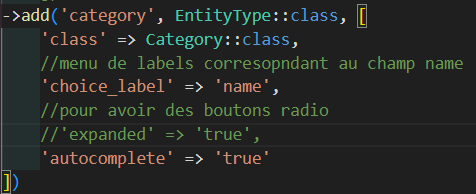 ->add('category', EntityType::class, [
'class' => Category::class,
//menu de labels corresopndant au champ name
'choice_label' => 'name',
//pour avoir des boutons radio
//'expanded' => 'true',
'autocomplete' => 'true'
])